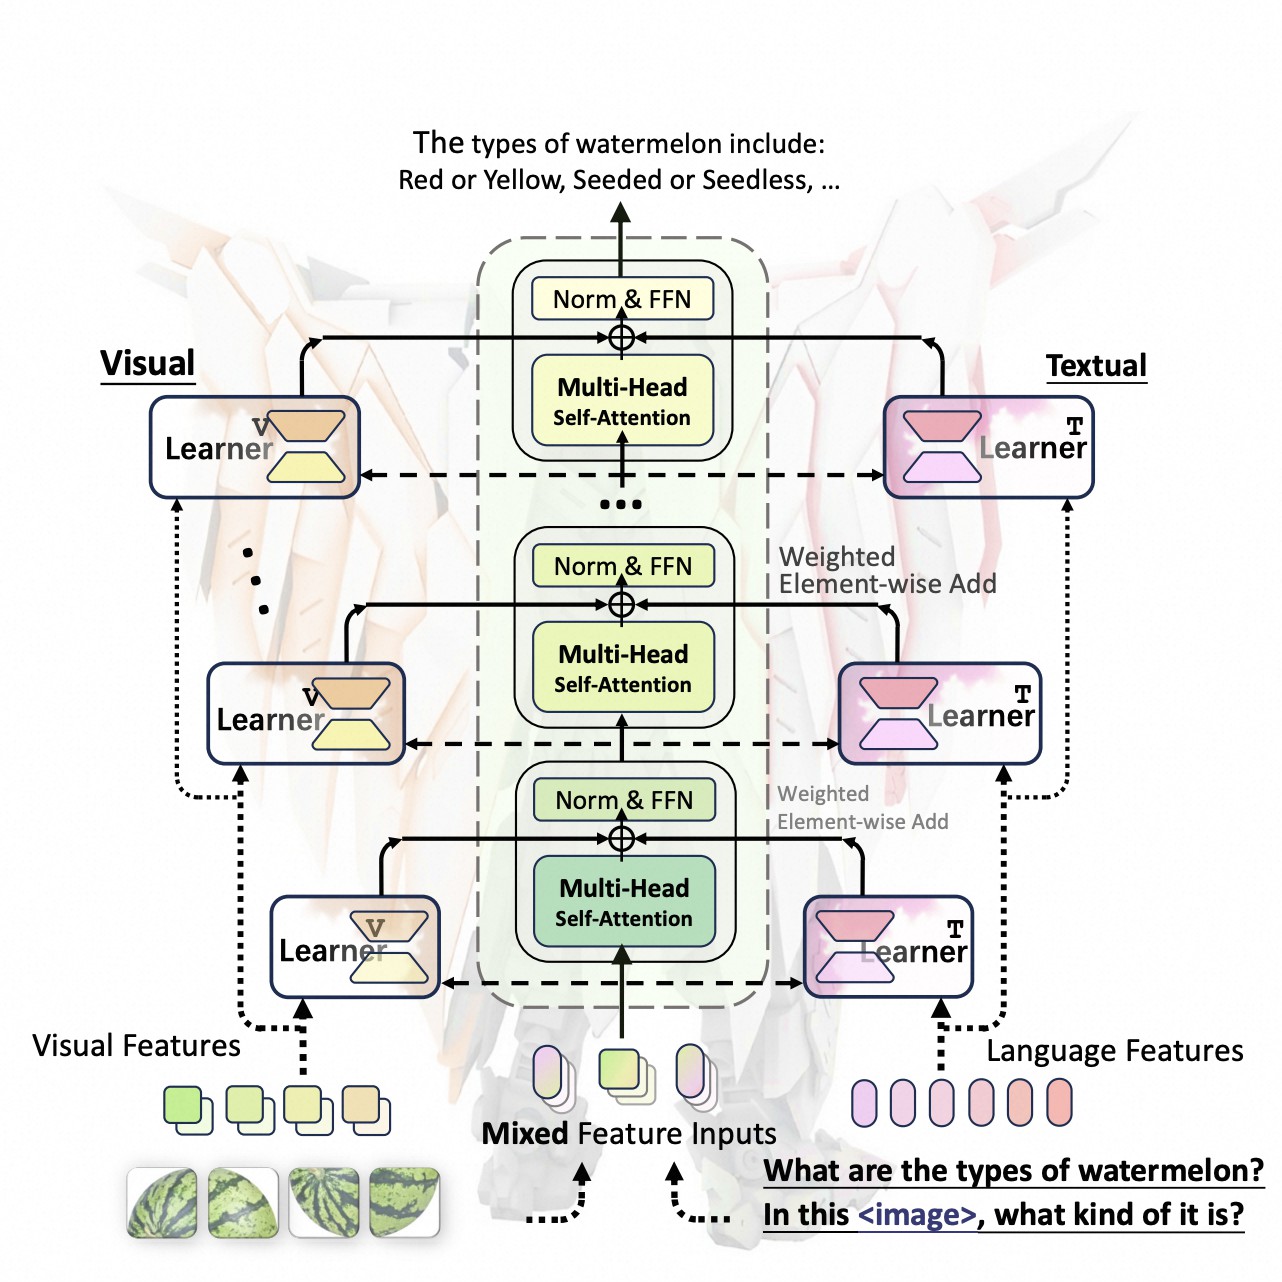 The types of watermelon include:
Red or Yellow, Seeded or Seedless, ...
Norm & FFN
Visual
Textual
Multi-Head
Self-Attention
V
Learner
T
Learner
...
Norm & FFN
Weighted
Element-wise Add
Multi-Head
Self-Attention
V
Learner
T
Learner
Norm & FFN
Weighted
Element-wise Add
Multi-Head
Self-Attention
V
Learner
T
Learner
Visual Features
Language Features
Mixed Feature Inputs
What are the types of watermelon?
In this <image>, what kind of it is?